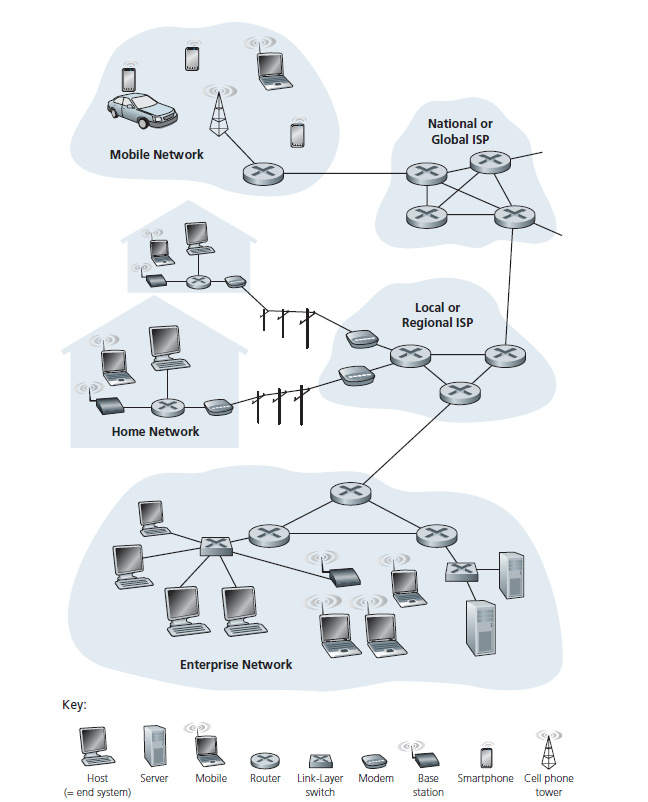 National or
Global ISP
Mobile Network
Local or
Regional ISP
Home Network
Enterprise Network
Key:
Host
(= end system)
Server
Mobile
Router
Link-Layer
switch
Modem
Base
station
Smartphone
Cell phone
tower